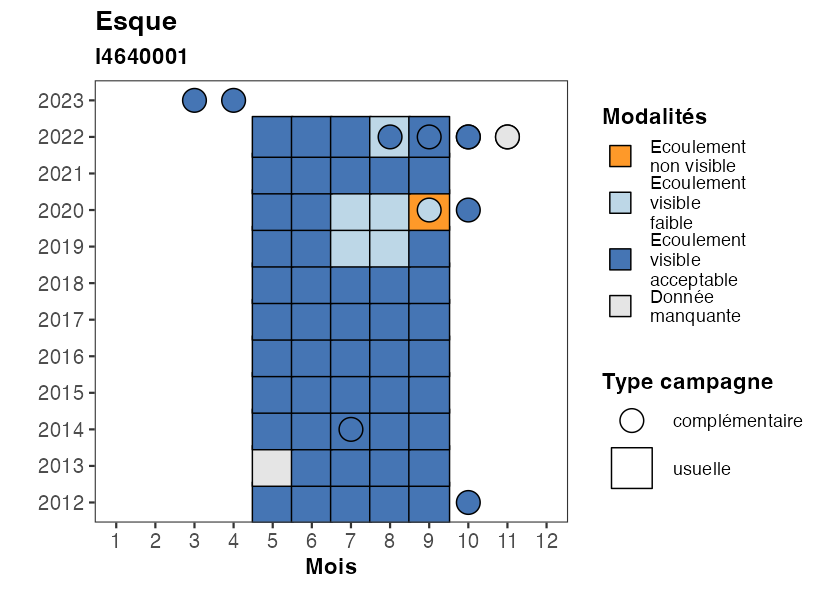 Esque
I4640001
2023
2022
2021
2020
2019
2018
2017
2016
2015
2014
2013
2012
1 2 3 4 5 6 7 8 9 10 11 12
Mois
Modalités
Ecoulement
non visible
Ecoulement
visible
faible
Ecoulement
visible
acceptable
Donnée
manquante
Type campagne
complémentaire
usuelle